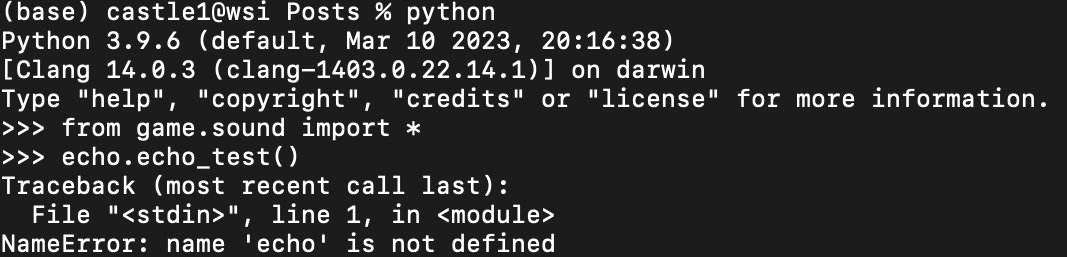 (base) castle1@wsi Posts % python
Python 3.9.6 (default, Mar 10 2023, 20:16:38)
[Clang 14.0.3 (clang-1403.0.22.14.1)] on darwin
Type "help", "copyright", "credits" or "license" for more information.
>>> from game.sound import *
>>> echo.echo_test()
Traceback (most recent call last):
  File "<stdin>", line 1, in <module>
NameError: name 'echo' is not defined